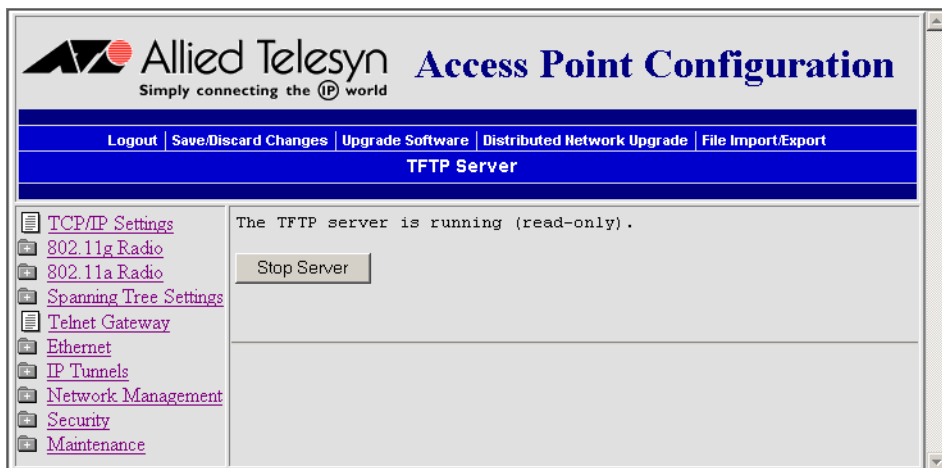 Allied Telesyn
Simply connecting the IP world
Access Point Configuration
Logout | Save/Discard Changes | Upgrade Software | Distributed Network Upgrade | File Import/Export
TFTP Server
TCP/IP Settings
802.11g Radio
802.11a Radio
Spanning Tree Settings
Telnet Gateway
Ethernet
IP Tunnels
Network Management
Security
Maintenance
The TFTP server is running (read-only).
Stop Server